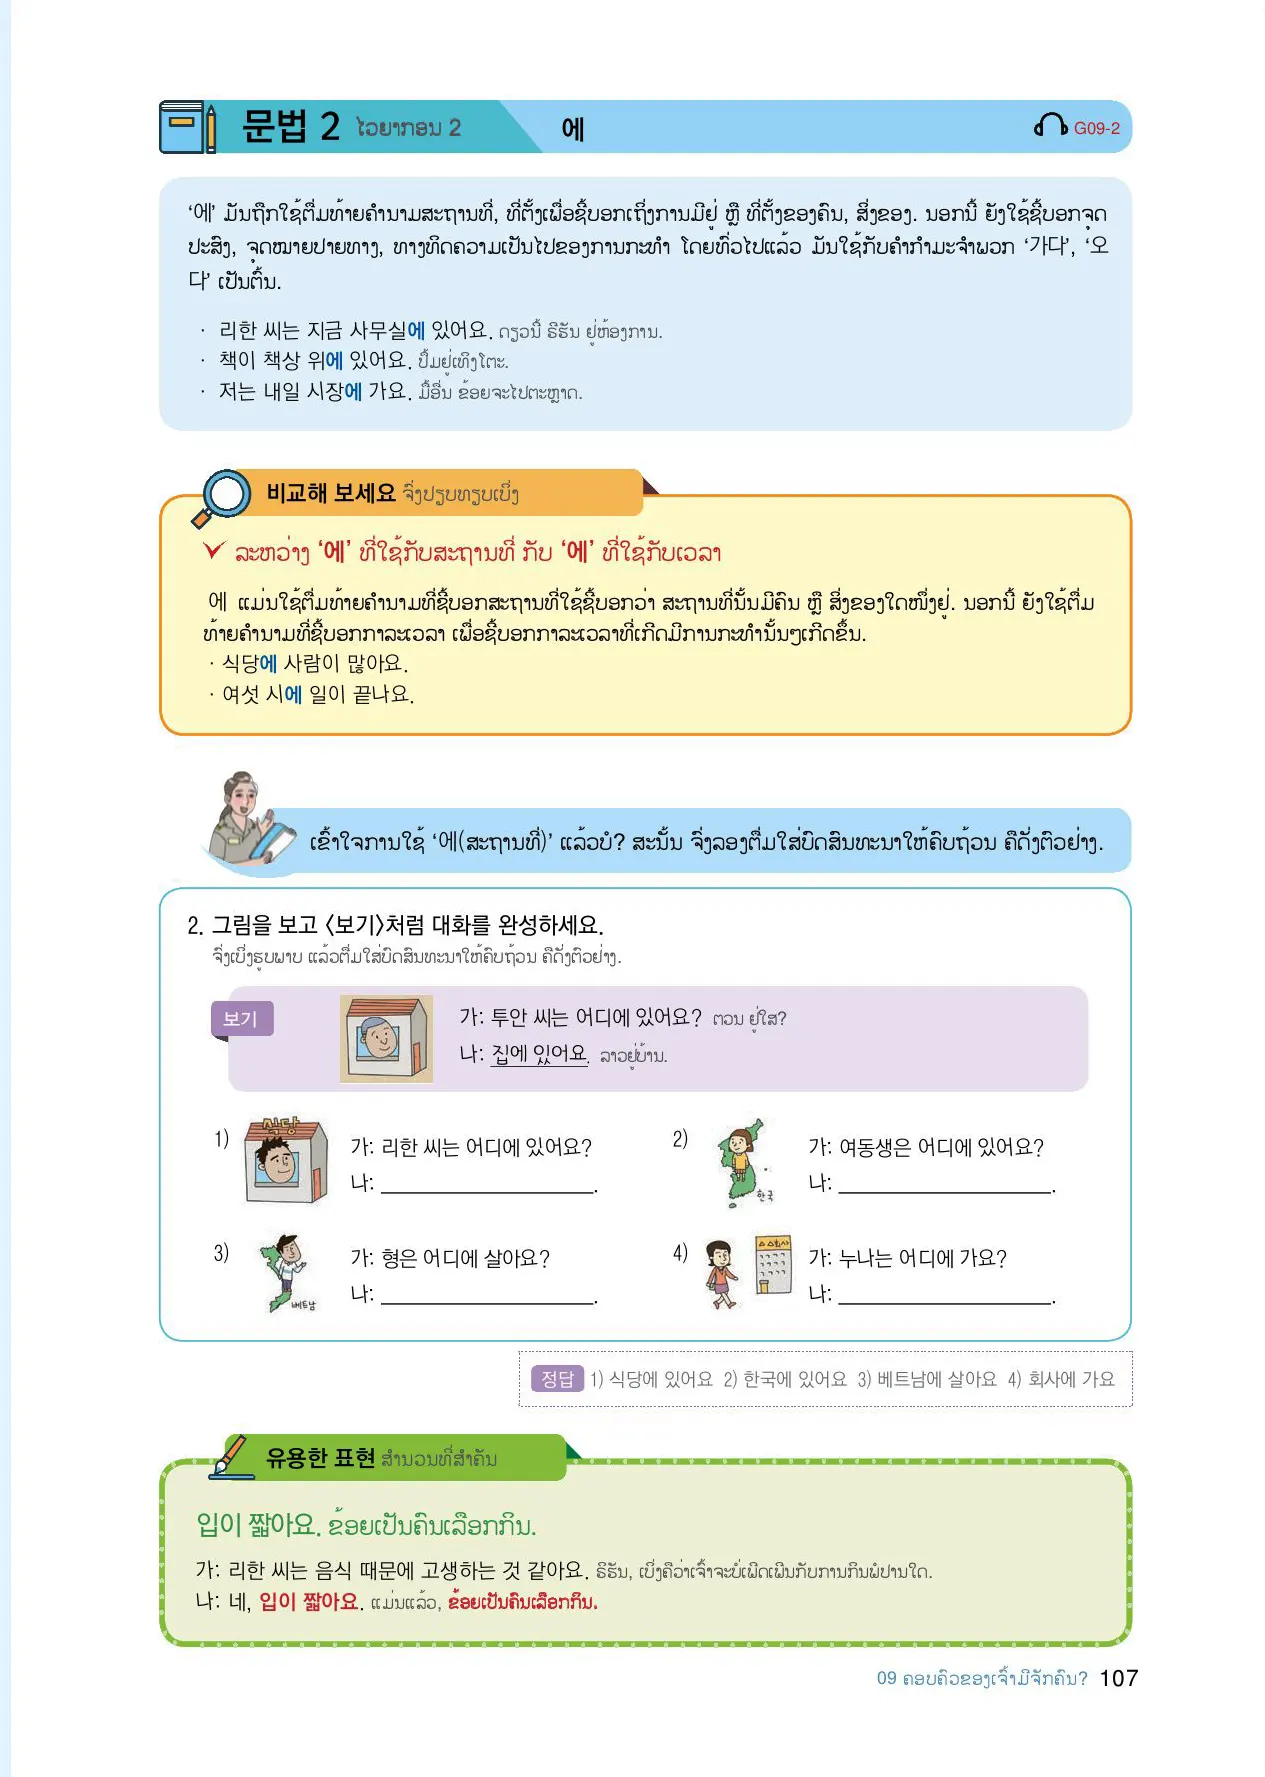 문법 2 ໄວຍາກອນ 2 에 G09-2
‘에’ ມັນຖືກໃຊ້ຕື່ມທ້າຍຄຳນາມສະຖານທີ່, ທີ່ຕັ້ງເພື່ອຊີ້ບອກເຖິງການມີຢູ່ ຫຼື ທີ່ຕັ້ງຂອງຄົນ, ສິ່ງຂອງ. ນອກນີ້ ຍັງໃຊ້ຊີ້ບອກຈຸດ
ປະສົງ, ຈຸດໝາຍປາຍທາງ, ທາງທິດຄວາມເປັນໄປຂອງການກະທຳ ໂດຍທົ່ວໄປແລ້ວ ມັນໃຊ້ກັບຄຳກຳມະຈຳພວກ ‘가다’, ‘오
다’ ເປັນຕົ້ນ.
· 리한 씨는 지금 사무실에 있어요. ດຽວນີ້ ຣີຮັນ ຢູ່ຫ້ອງການ.
· 책이 책상 위에 있어요. ປຶ້ມຢູ່ເທິງໂຕະ.
· 저는 내일 시장에 가요. ມື້ອື່ນ ຂ້ອຍຈະໄປຕະຫຼາດ.
비교해 보세요 ຈົ່ງປຽບທຽບເບິ່ງ
ລະຫວ່າງ ‘에’ ທີ່ໃຊ້ກັບສະຖານທີ່ ກັບ ‘에’ ທີ່ໃຊ້ກັບເວລາ
에 ແມ່ນໃຊ້ຕື່ມທ້າຍຄຳນາມທີ່ຊີ້ບອກສະຖານທີ່ໃຊ້ຊີ້ບອກວ່າ ສະຖານທີ່ນັ້ນມີຄົນ ຫຼື ສິ່ງຂອງໃດໜຶ່ງຢູ່. ນອກນີ້ ຍັງໃຊ້ຕື່ມ
ທ້າຍຄຳນາມທີ່ຊີ້ບອກກາລະເວລາ ເພື່ອຊີ້ບອກກາລະເວລາທີ່ເກີດມີການກະທຳນັ້ນໆເກີດຂຶ້ນ.
· 식당에 사람이 많아요.
· 여섯 시에 일이 끝나요.
ເຂົ້າໃຈການໃຊ້ ‘에(ສະຖານທີ່)’ ແລ້ວບໍ? ສະນັ້ນ ຈົ່ງລອງຕື່ມໃສ່ບົດສົນທະນາໃຫ້ຄົບຖ້ວນ ຄືດັ່ງຕົວຢ່າງ.
2. 그림을 보고 〈보기〉처럼 대화를 완성하세요.
ຈົ່ງເບິ່ງຮູບພາບ ແລ້ວຕື່ມໃສ່ບົດສົນທະນາໃຫ້ຄົບຖ້ວນ ຄືດັ່ງຕົວຢ່າງ.
보기
가: 투안 씨는 어디에 있어요? ຕວນ ຢູ່ໃສ?
나: 집에 있어요. ລາວຢູ່ບ້ານ.
1) 식당 가: 리한 씨는 어디에 있어요?
나: ____________________.
2) 한국 가: 여동생은 어디에 있어요?
나: ____________________.
3) 베트남 가: 형은 어디에 살아요?
나: ____________________.
4) △△회사 가: 누나는 어디에 가요?
나: ____________________.
정답 1) 식당에 있어요 2) 한국에 있어요 3) 베트남에 살아요 4) 회사에 가요
유용한 표현 ສຳນວນທີ່ສຳຄັນ
입이 짧아요. ຂ້ອຍເປັນຄົນເລືອກກິນ.
가: 리한 씨는 음식 때문에 고생하는 것 같아요. ຣິຮັນ, ເບິ່ງຄືວ່າເຈົ້າຈະບໍ່ເພີດເພີນກັບການກິນພໍປານໃດ.
나: 네, 입이 짧아요. ແມ່ນແລ້ວ, ຂ້ອຍເປັນຄົນເລືອກກິນ.
09 ຄອບຄົວຂອງເຈົ້າມີຈັກຄົນ? 107